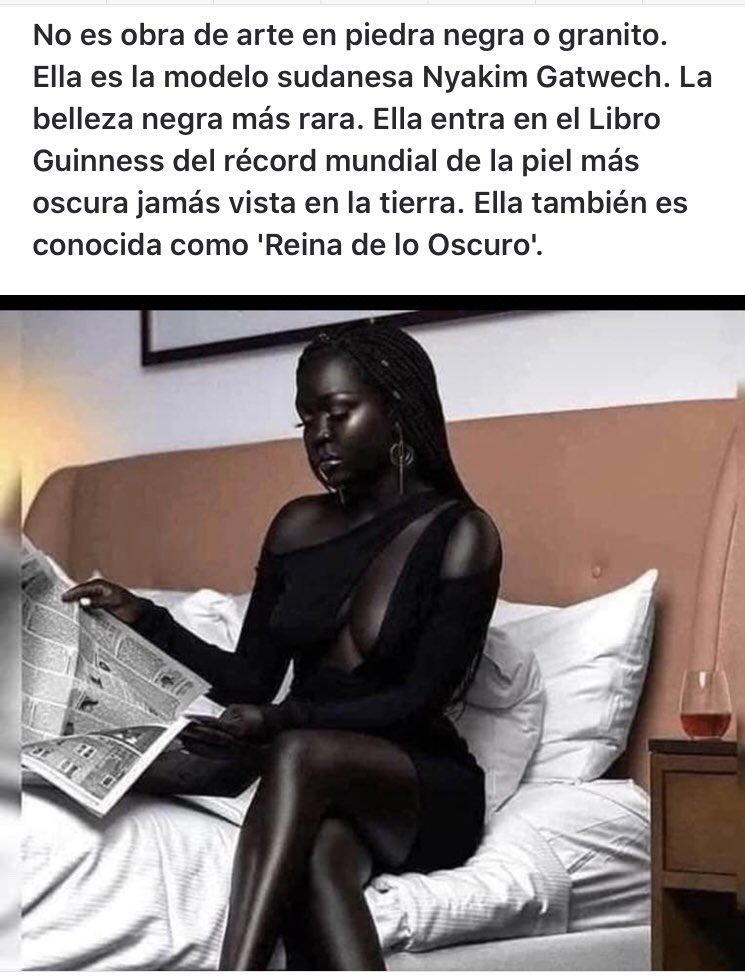 No es obra de arte en piedra negra o granito.
Ella es la modelo sudanesa Nyakim Gatwech. La
belleza negra más rara. Ella entra en el Libro
Guinness del récord mundial de la piel más
oscura jamás vista en la tierra. Ella también es
conocida como 'Reina de lo Oscuro'.